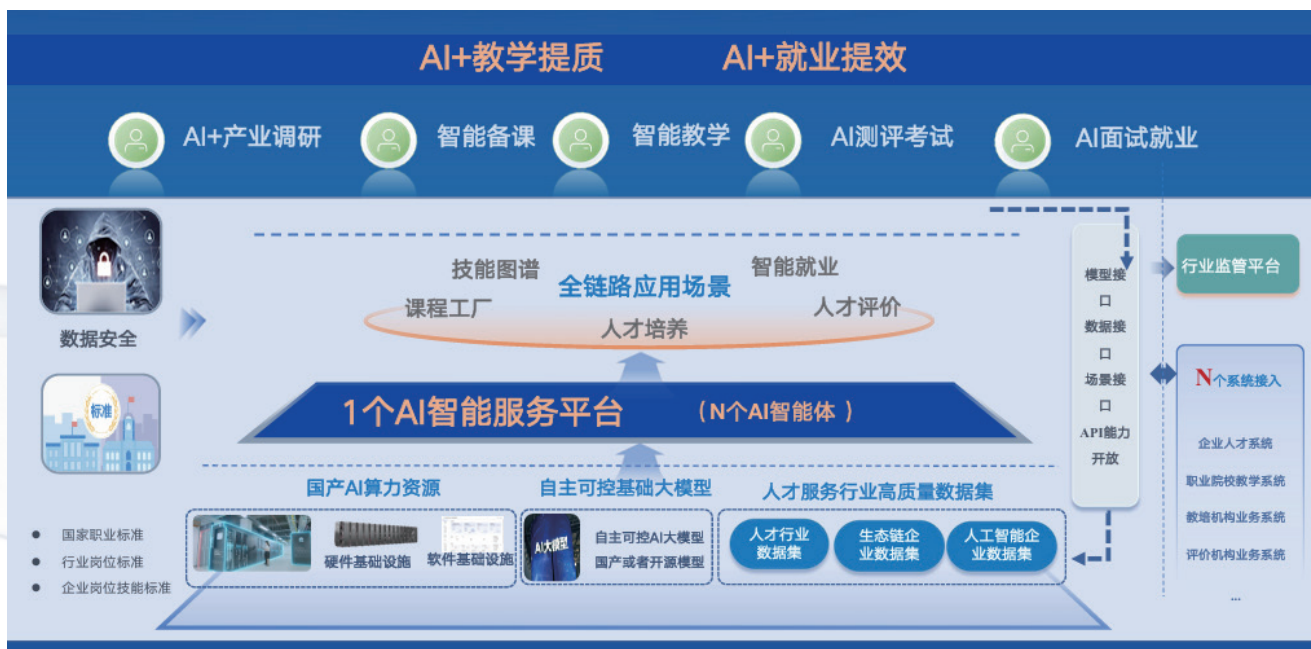 AI+教学提质 AI+就业提效
AI+产业调研 智能备课 智能教学 AI测评考试 AI面试就业
数据安全
标准
国家职业标准
行业岗位标准
企业岗位技能标准
技能图谱 智能就业
全链路应用场景
课程工厂 人才评价
人才培养
1个AI智能服务平台 (N个AI智能体 )
国产AI算力资源 自主可控基础大模型 人才服务行业高质量数据集
硬件基础设施 软件基础设施
AI大模型
自主可控AI大模型
国产或者开源模型
人才行业
数据集
生态链企
业数据集
人工智能企
业数据集
模型接
口
数据接
口
场景接
口
API能力
开放
行业监管平台
N个系统接入
企业人才系统
职业院校教学系统
教培机构业务系统
评价机构业务系统
...